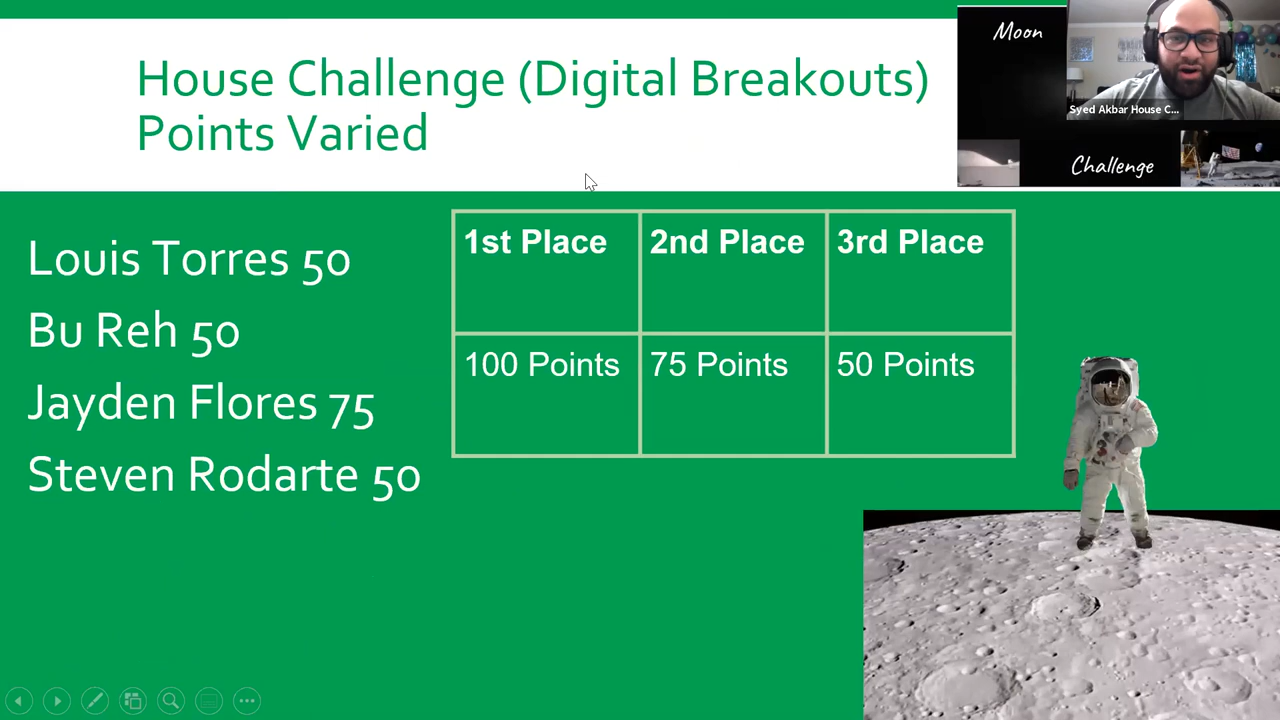 House Challenge (Digital Breakouts)
Points Varied
Moon
Syed Akbar House C...
Challenge
Louis Torres 50
Bu Reh 50
Jayden Flores 75
Steven Rodarte 50
1st Place 2nd Place 3rd Place
100 Points 75 Points 50 Points